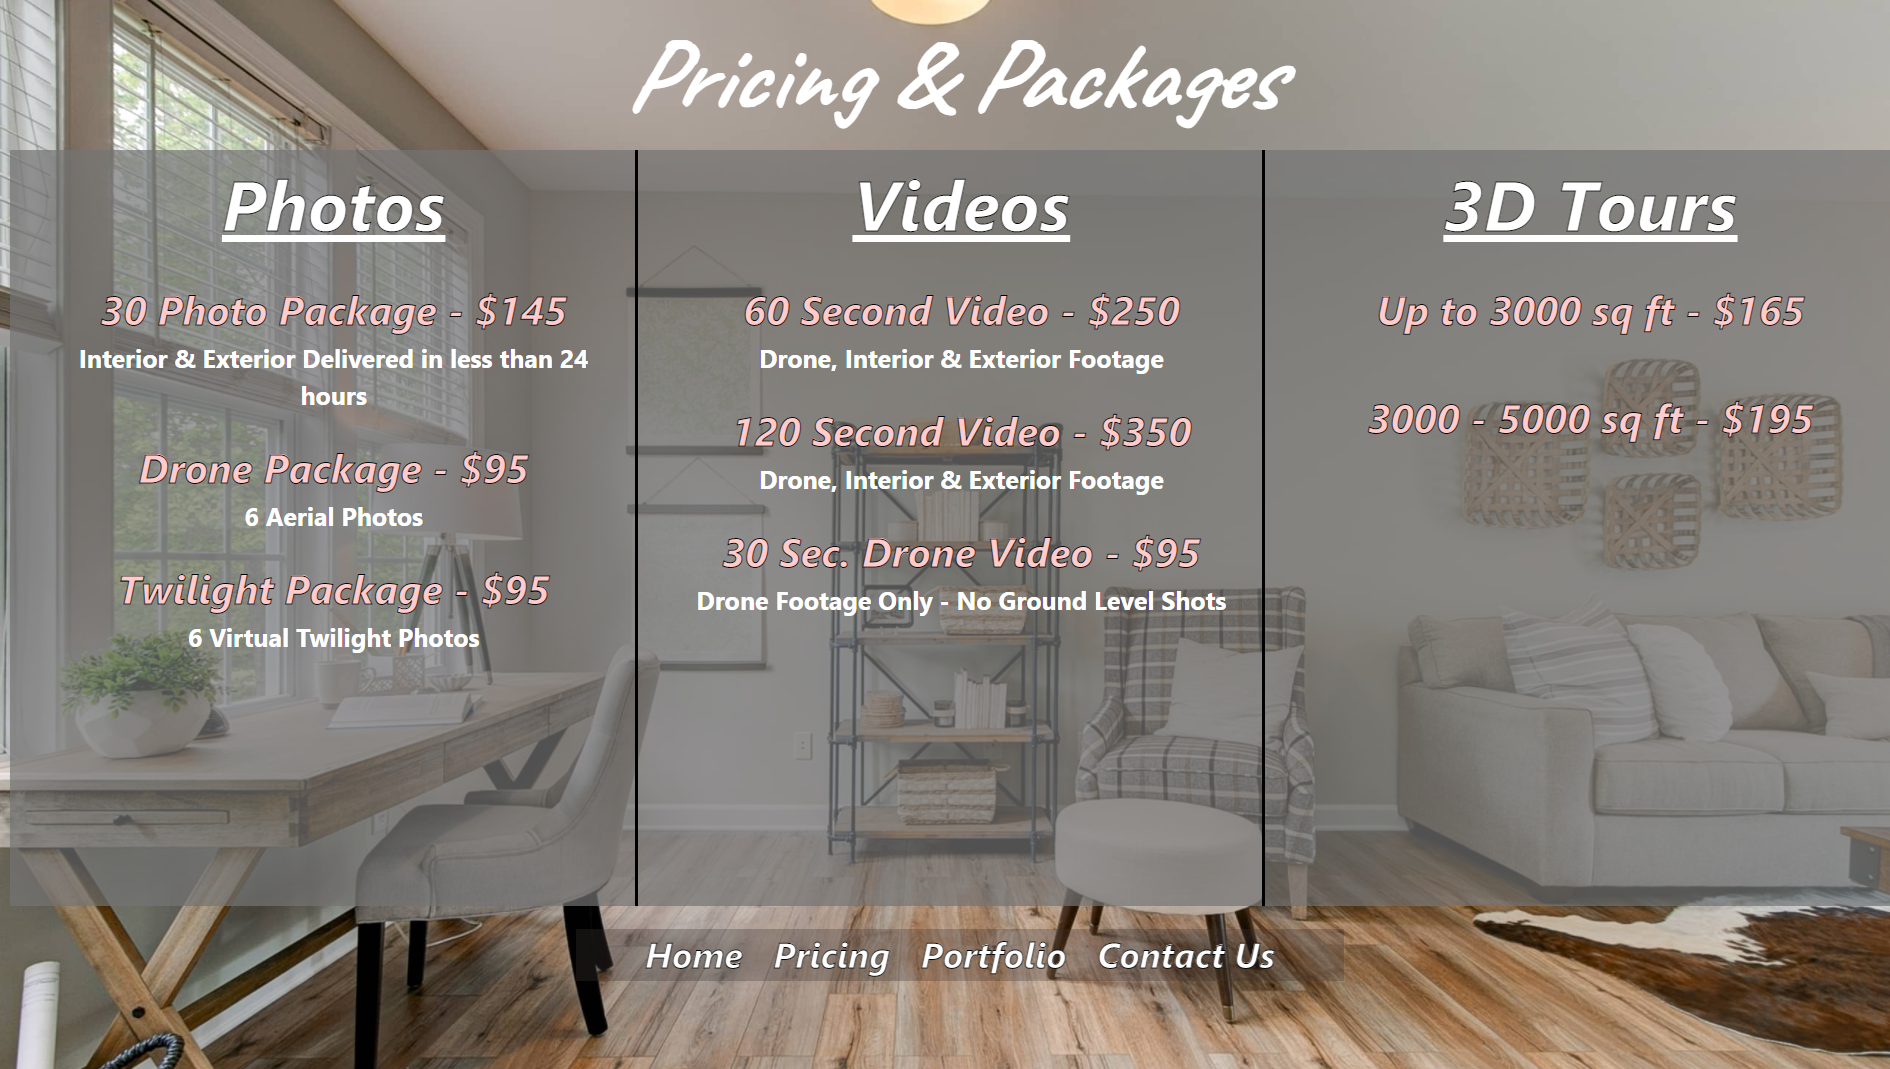 Pricing & Packages
Photos
30 Photo Package - $145
Interior & Exterior Delivered in less than 24
hours
Drone Package - $95
6 Aerial Photos
Twilight Package - $95
6 Virtual Twilight Photos
Videos
60 Second Video - $250
Drone, Interior & Exterior Footage
120 Second Video - $350
Drone, Interior & Exterior Footage
30 Sec. Drone Video - $95
Drone Footage Only - No Ground Level Shots
3D Tours
Up to 3000 sq ft - $165
3000 - 5000 sq ft - $195
Home Pricing Portfolio Contact Us